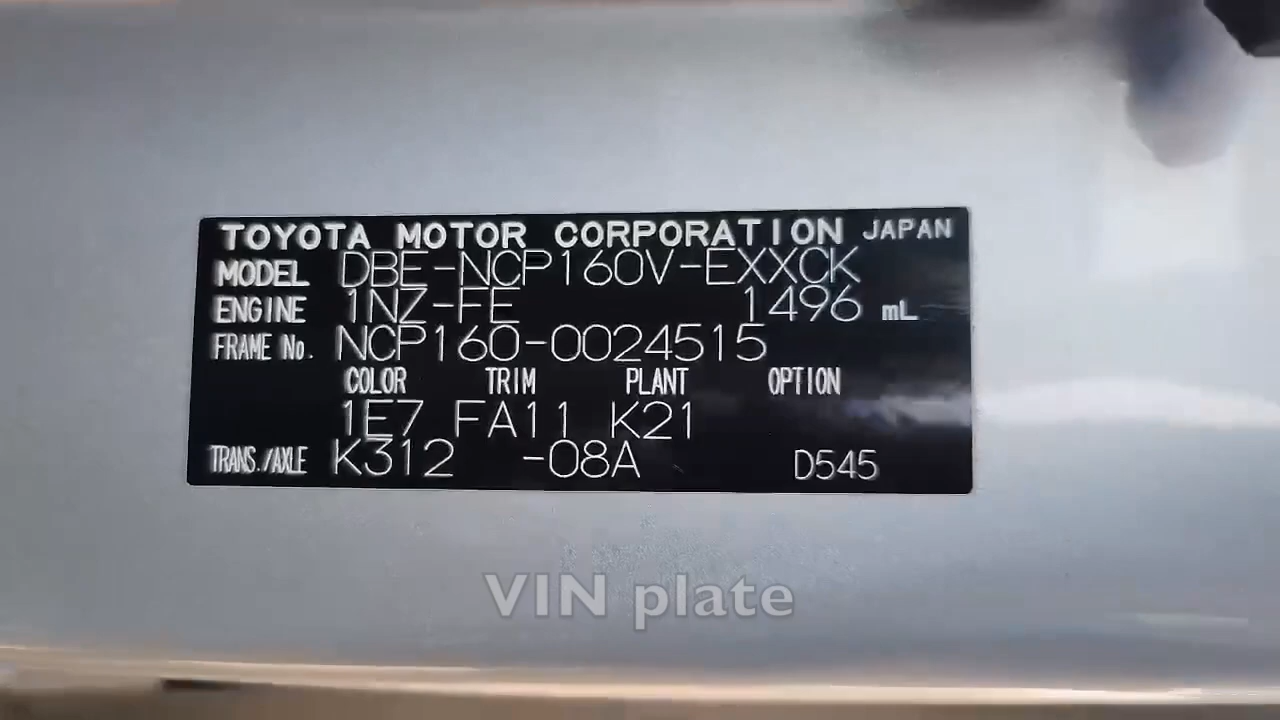 TOYOTA MOTOR CORPORATION JAPAN
MODEL DBE-NCP160V-EXXCK
ENGINE 1NZ-FE 1496 mL
FRAME No. NCP160-0024515
COLOR TRIM PLANT OPTION
1E7 FA11 K21
TRANS./AXLE K312 -08A D545
VIN plate